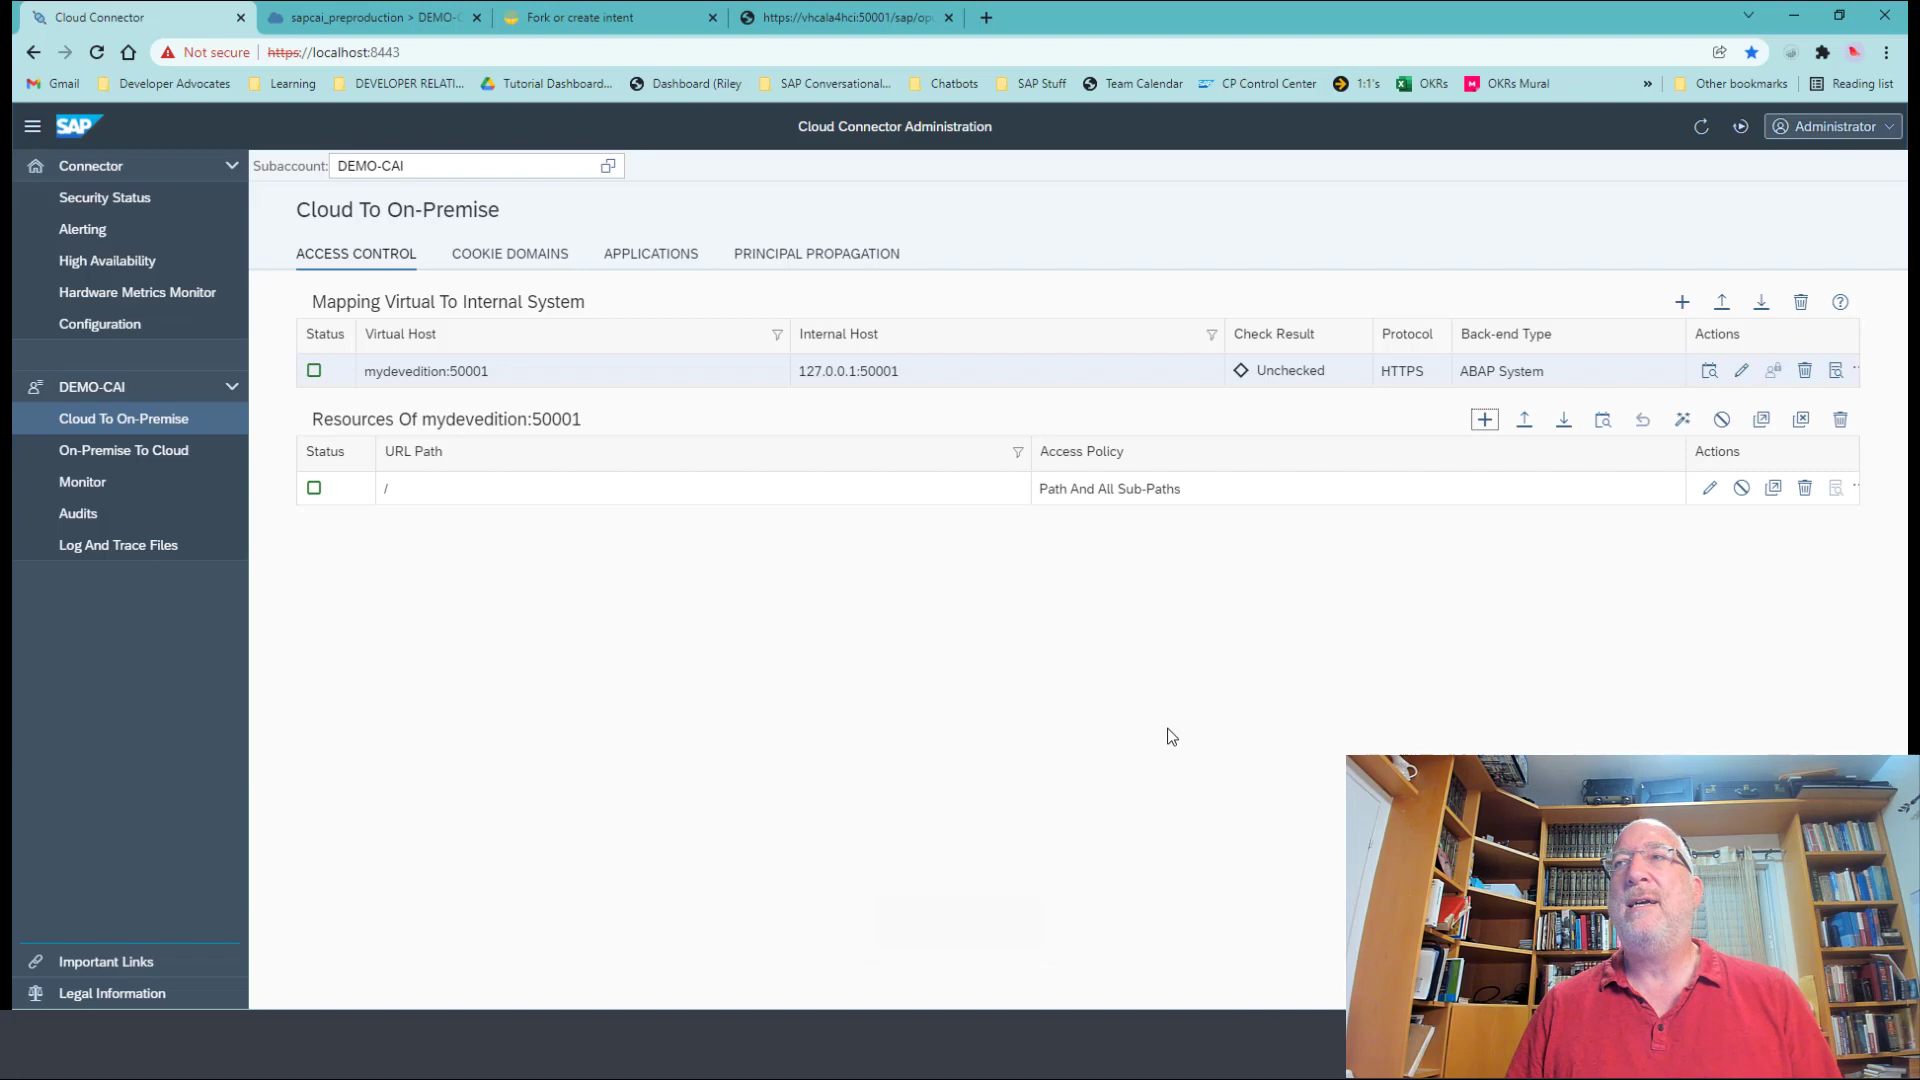 Cloud Connector
sapcai_preproduction > DEMO-C
Fork or create intent
https://vhcala4hci:50001/sap/op
Not secure
https://localhost:8443
Gmail
Developer Advocates
Learning
DEVELOPER RELATI...
Tutorial Dashboard...
Dashboard (Riley
SAP Conversational...
Chatbots
SAP Stuff
Team Calendar
CP Control Center
1:1's
OKRs
OKRs Mural
»
Other bookmarks
Reading list
SAP
Cloud Connector Administration
Administrator
Connector
Security Status
Alerting
High Availability
Hardware Metrics Monitor
Configuration
DEMO-CAI
Cloud To On-Premise
On-Premise To Cloud
Monitor
Audits
Log And Trace Files
Important Links
Legal Information
Subaccount: DEMO-CAI
Cloud To On-Premise
ACCESS CONTROL
COOKIE DOMAINS
APPLICATIONS
PRINCIPAL PROPAGATION
Mapping Virtual To Internal System
Status Virtual Host Internal Host Check Result Protocol Back-end Type Actions
mydevedition:50001 127.0.0.1:50001 Unchecked HTTPS ABAP System
Resources Of mydevedition:50001
Status URL Path Access Policy Actions
/ Path And All Sub-Paths